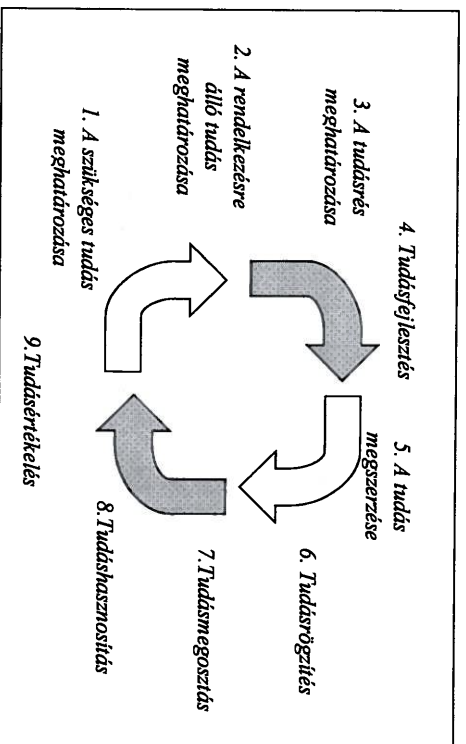 1. A szükséges tudás
meghatározása
2. A rendelkezésre
álló tudás
meghatározása
3. A tudásrés
meghatározása
4. Tudásfejlesztés
5. A tudás
megszerzése
6. Tudásrögzítés
7.Tudásmegosztás
8.Tudáshasznosítás
9.Tudásértékelés